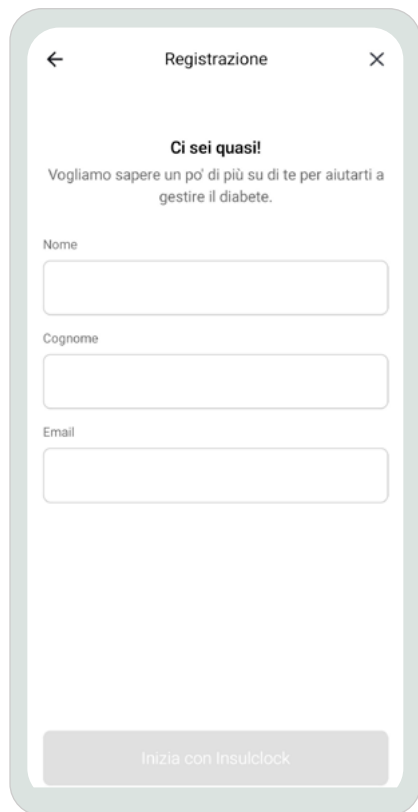 Registrazione
Ci sei quasi!
Vogliamo sapere un po' di più su di te per aiutarti a
gestire il diabete.
Nome
Cognome
Email
Inizia con Insulclock